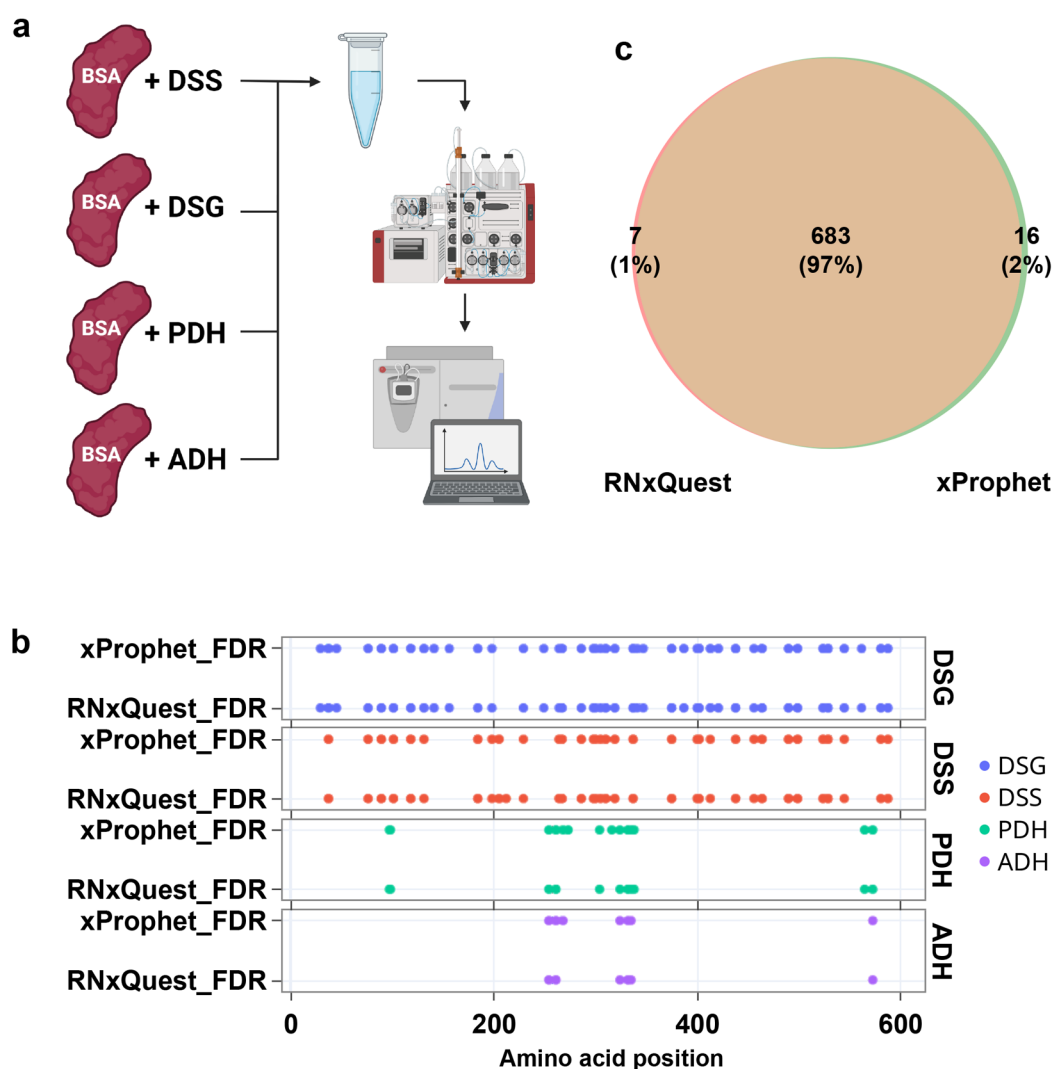 a
BSA + DSS
BSA + DSG
BSA + PDH
BSA + ADH
c
7
(1%)
683
(97%)
16
(2%)
RNxQuest
xProphet
b
xProphet_FDR
RNxQuest_FDR
DSG
xProphet_FDR
RNxQuest_FDR
DSS
xProphet_FDR
RNxQuest_FDR
PDH
xProphet_FDR
RNxQuest_FDR
ADH
DSG
DSS
PDH
ADH
0 200 400 600
Amino acid position